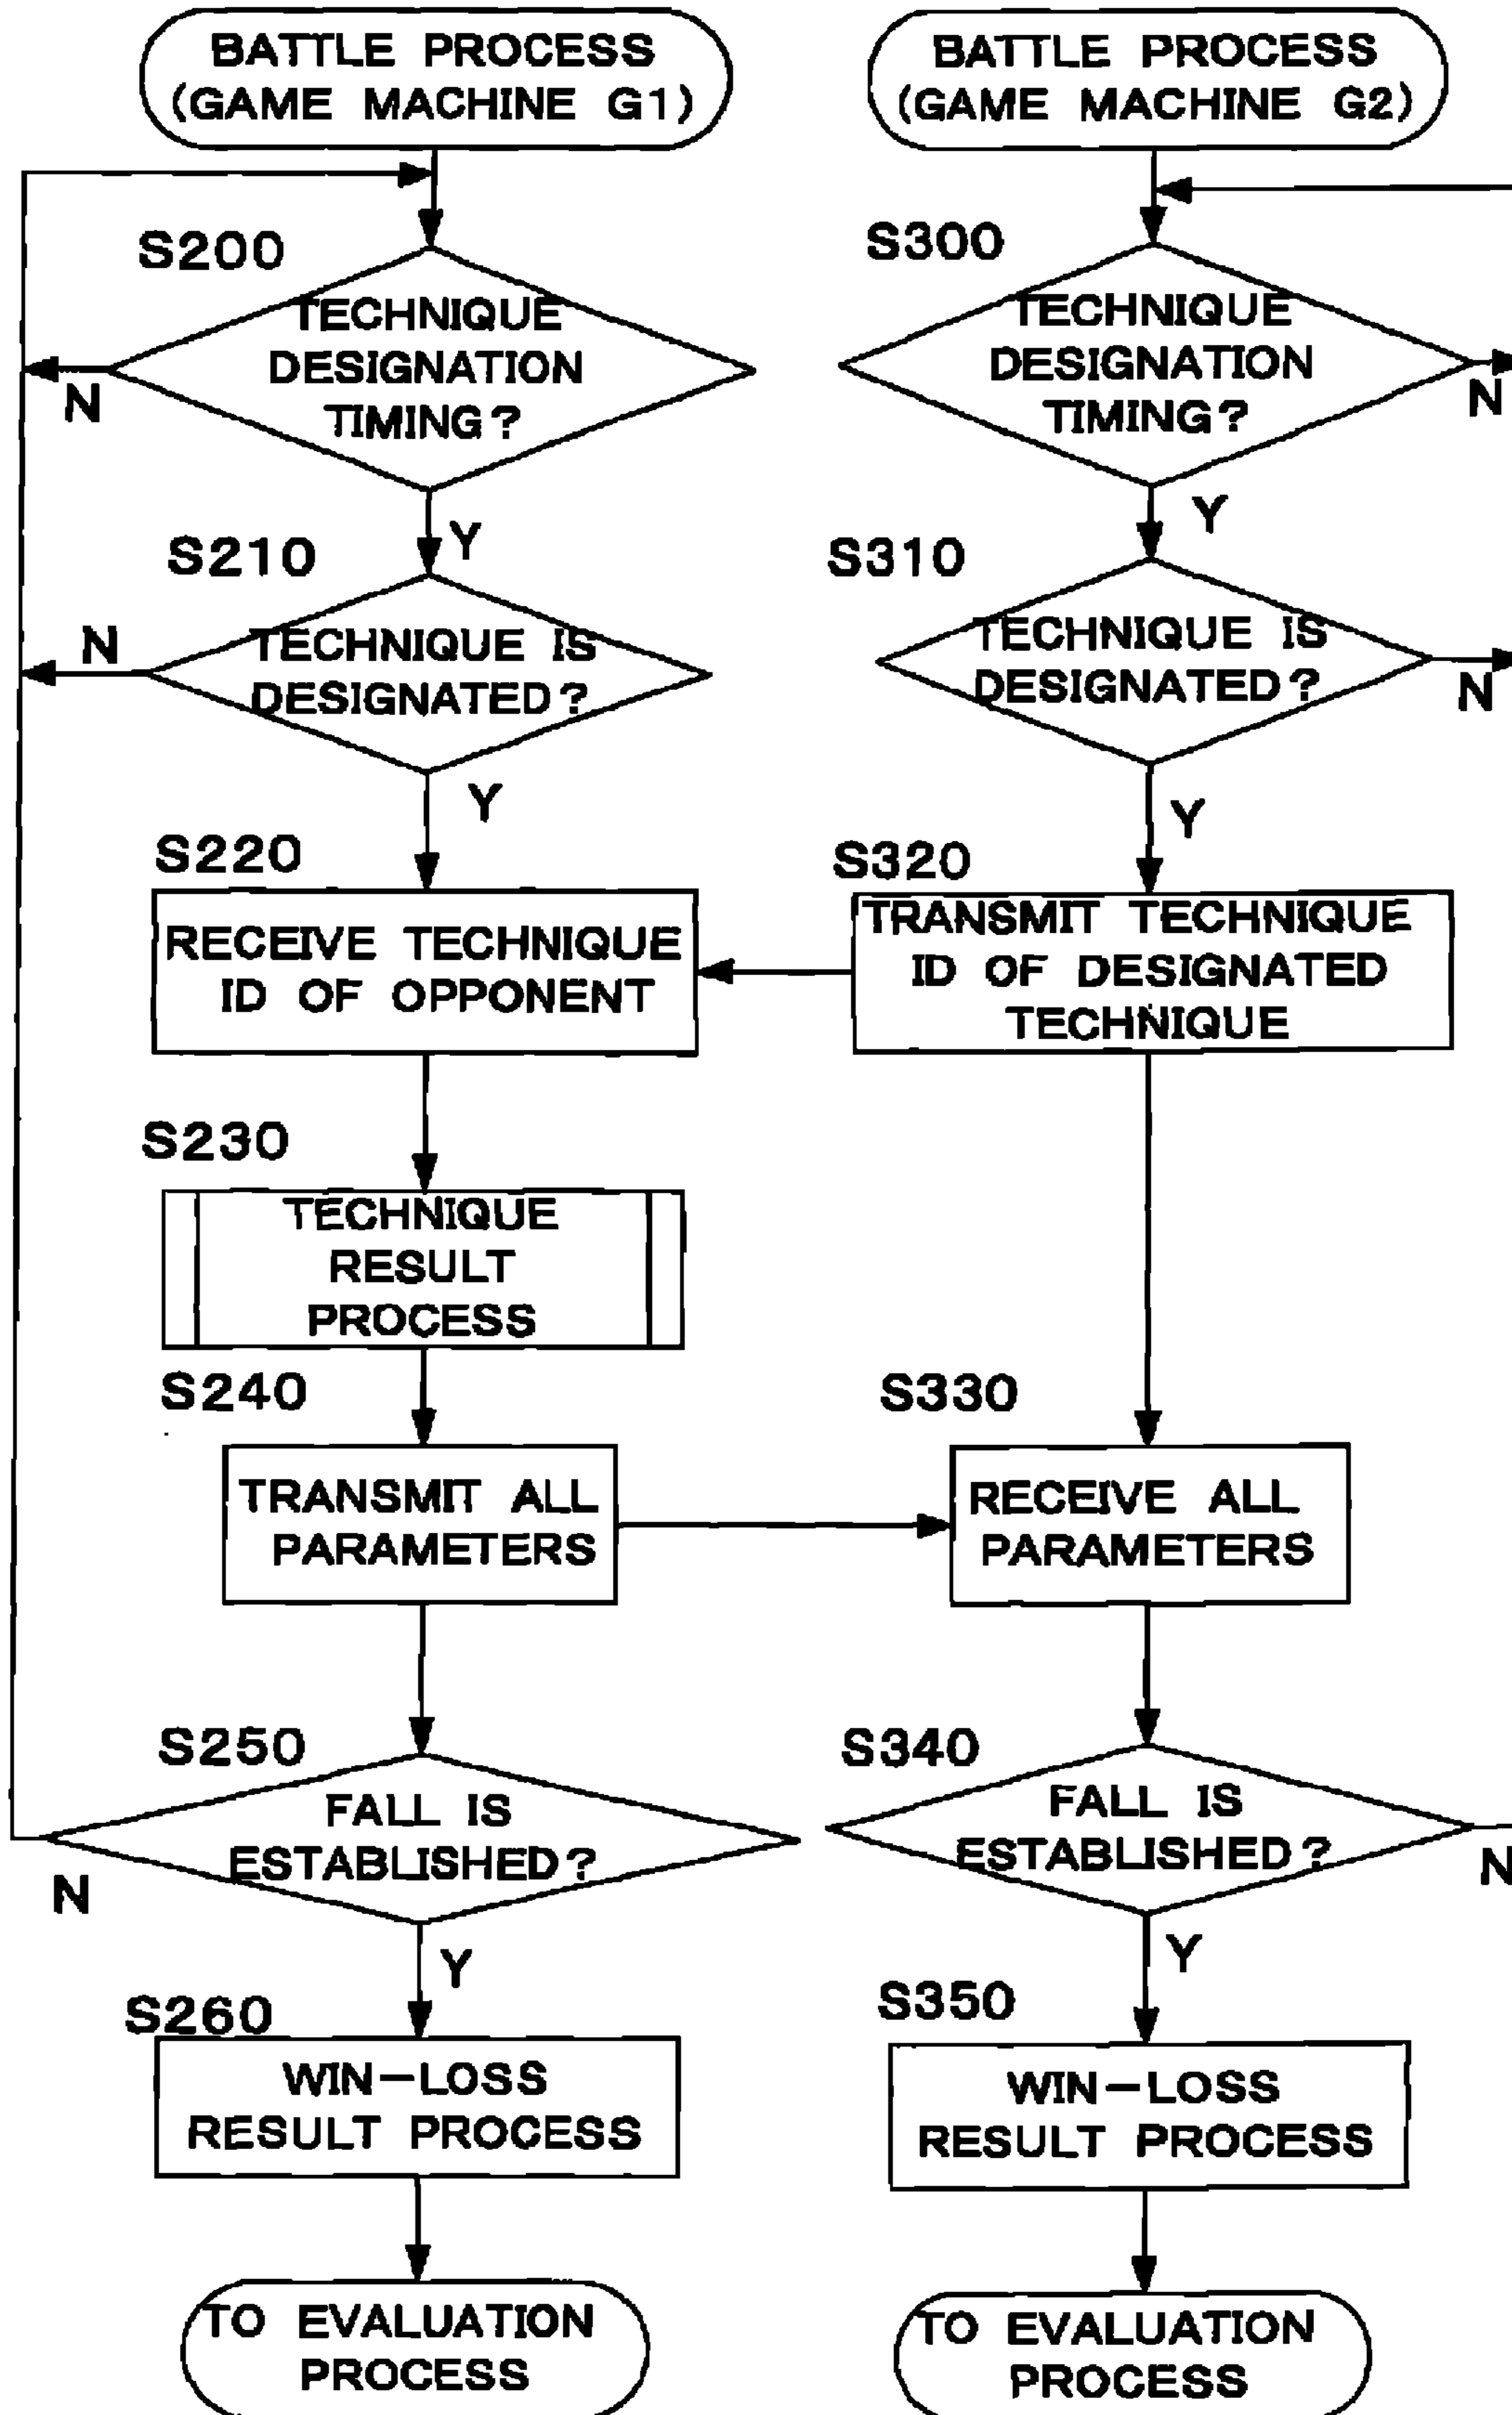 BATTLE PROCESS
(GAME MACHINE G1)
S200
TECHNIQUE
DESIGNATION
TIMING?
N
Y
S210
TECHNIQUE IS
DESIGNATED?
N
Y
S220
RECEIVE TECHNIQUE
ID OF OPPONENT
S230
TECHNIQUE
RESULT
PROCESS
S240
TRANSMIT ALL
PARAMETERS
S250
FALL IS
ESTABLISHED?
N
Y
S260
WIN-LOSS
RESULT PROCESS
TO EVALUATION
PROCESS
BATTLE PROCESS
(GAME MACHINE G2)
S300
TECHNIQUE
DESIGNATION
TIMING?
N
Y
S310
TECHNIQUE IS
DESIGNATED?
N
Y
S320
TRANSMIT TECHNIQUE
ID OF DESIGNATED
TECHNIQUE
S330
RECEIVE ALL
PARAMETERS
S340
FALL IS
ESTABLISHED?
N
Y
S350
WIN-LOSS
RESULT PROCESS
TO EVALUATION
PROCESS